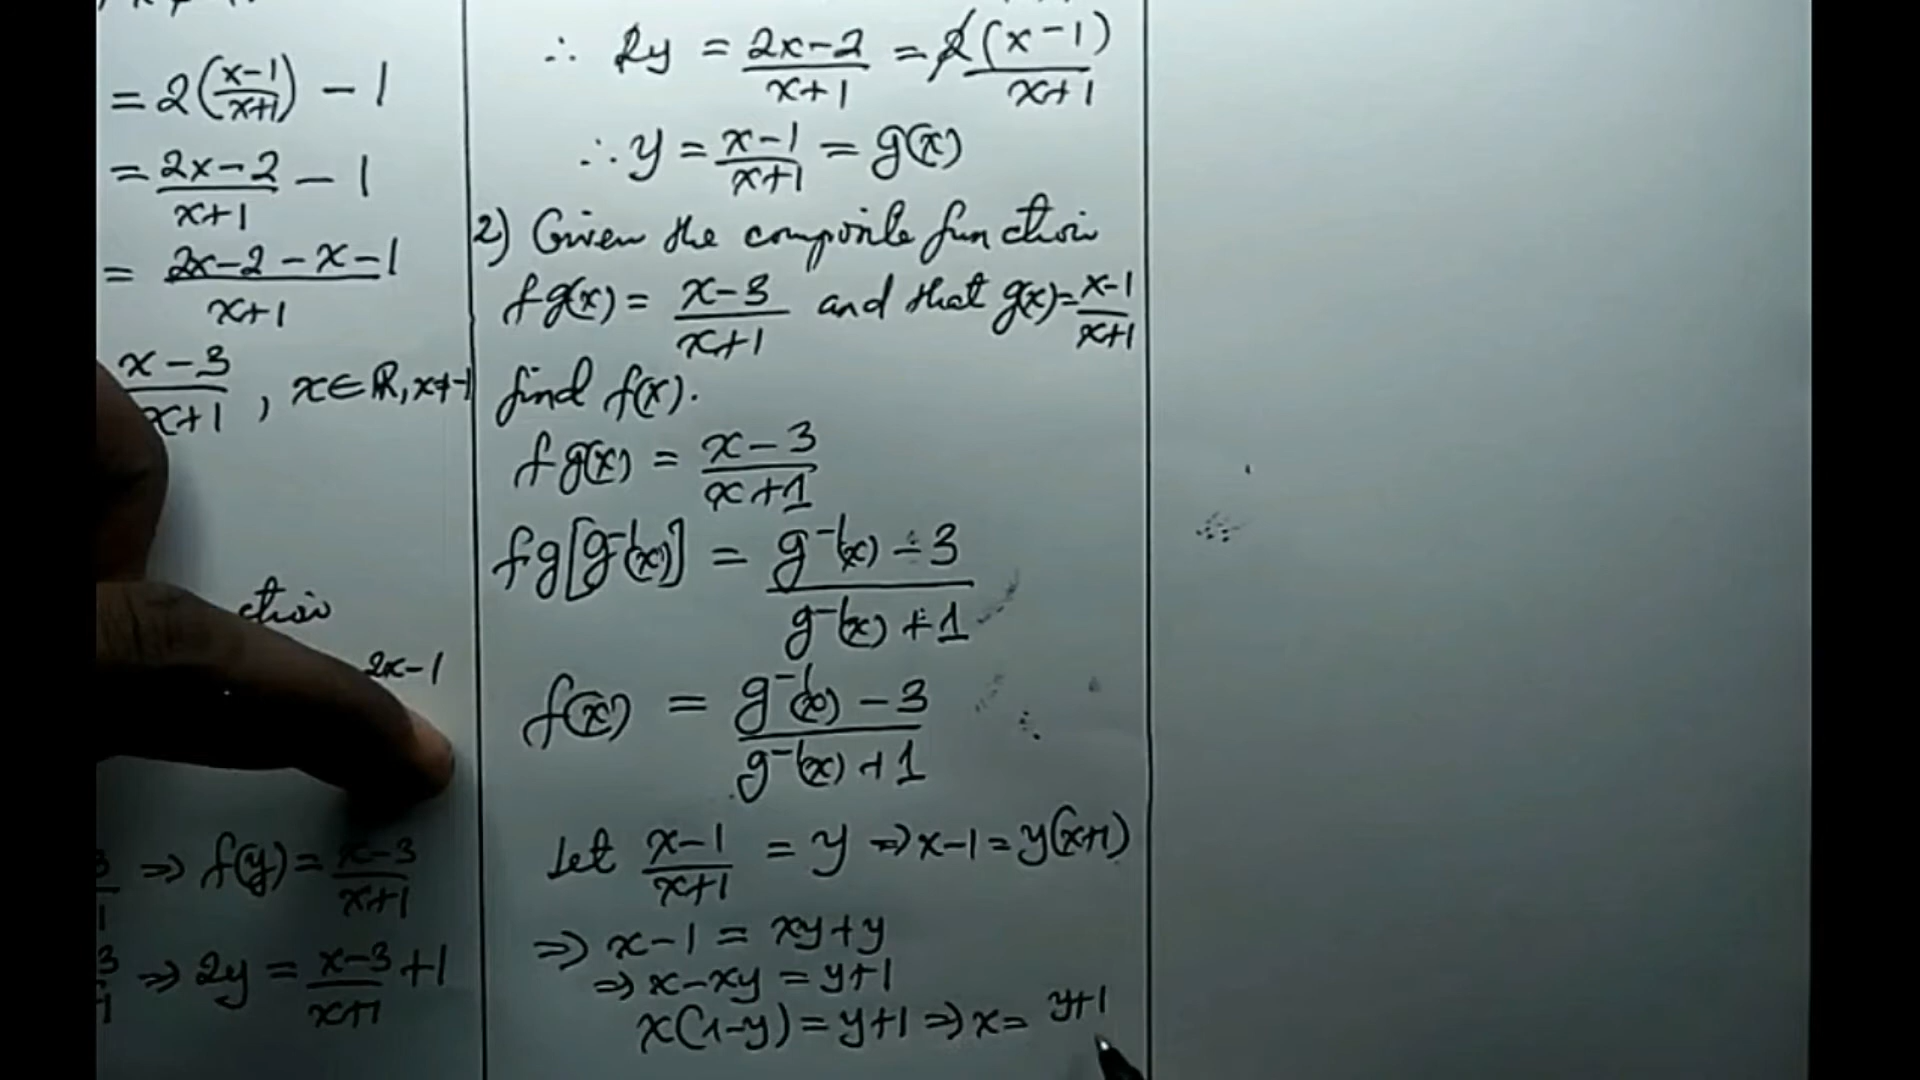 = 2(x-1/x+1) - 1
= 2x-2/x+1 - 1
= 2x-2-x-1/x+1
x-3/x+1, x∈ℝ, x≠-1
ction
2x-1
⇒ f(y) = x-3/x+1
⇒ 2y = x-3/x+1 + 1
∴ 2y = 2x-2/x+1 = 2(x-1)/x+1
∴ y = x-1/x+1 = g(x)
2) Given the composite function
fg(x) = x-3/x+1 and that g(x) = x-1/x+1
find f(x).
fg(x) = x-3/x+1
fg[g⁻¹(x)] = g⁻¹(x) - 3/g⁻¹(x) + 1
f(x) = g⁻¹(x) - 3/g⁻¹(x) + 1
Let x-1/x+1 = y ⇒ x-1 = y(x+1)
⇒ x-1 = xy+y
⇒ x-xy = y+1
x(1-y) = y+1 ⇒ x = y+1